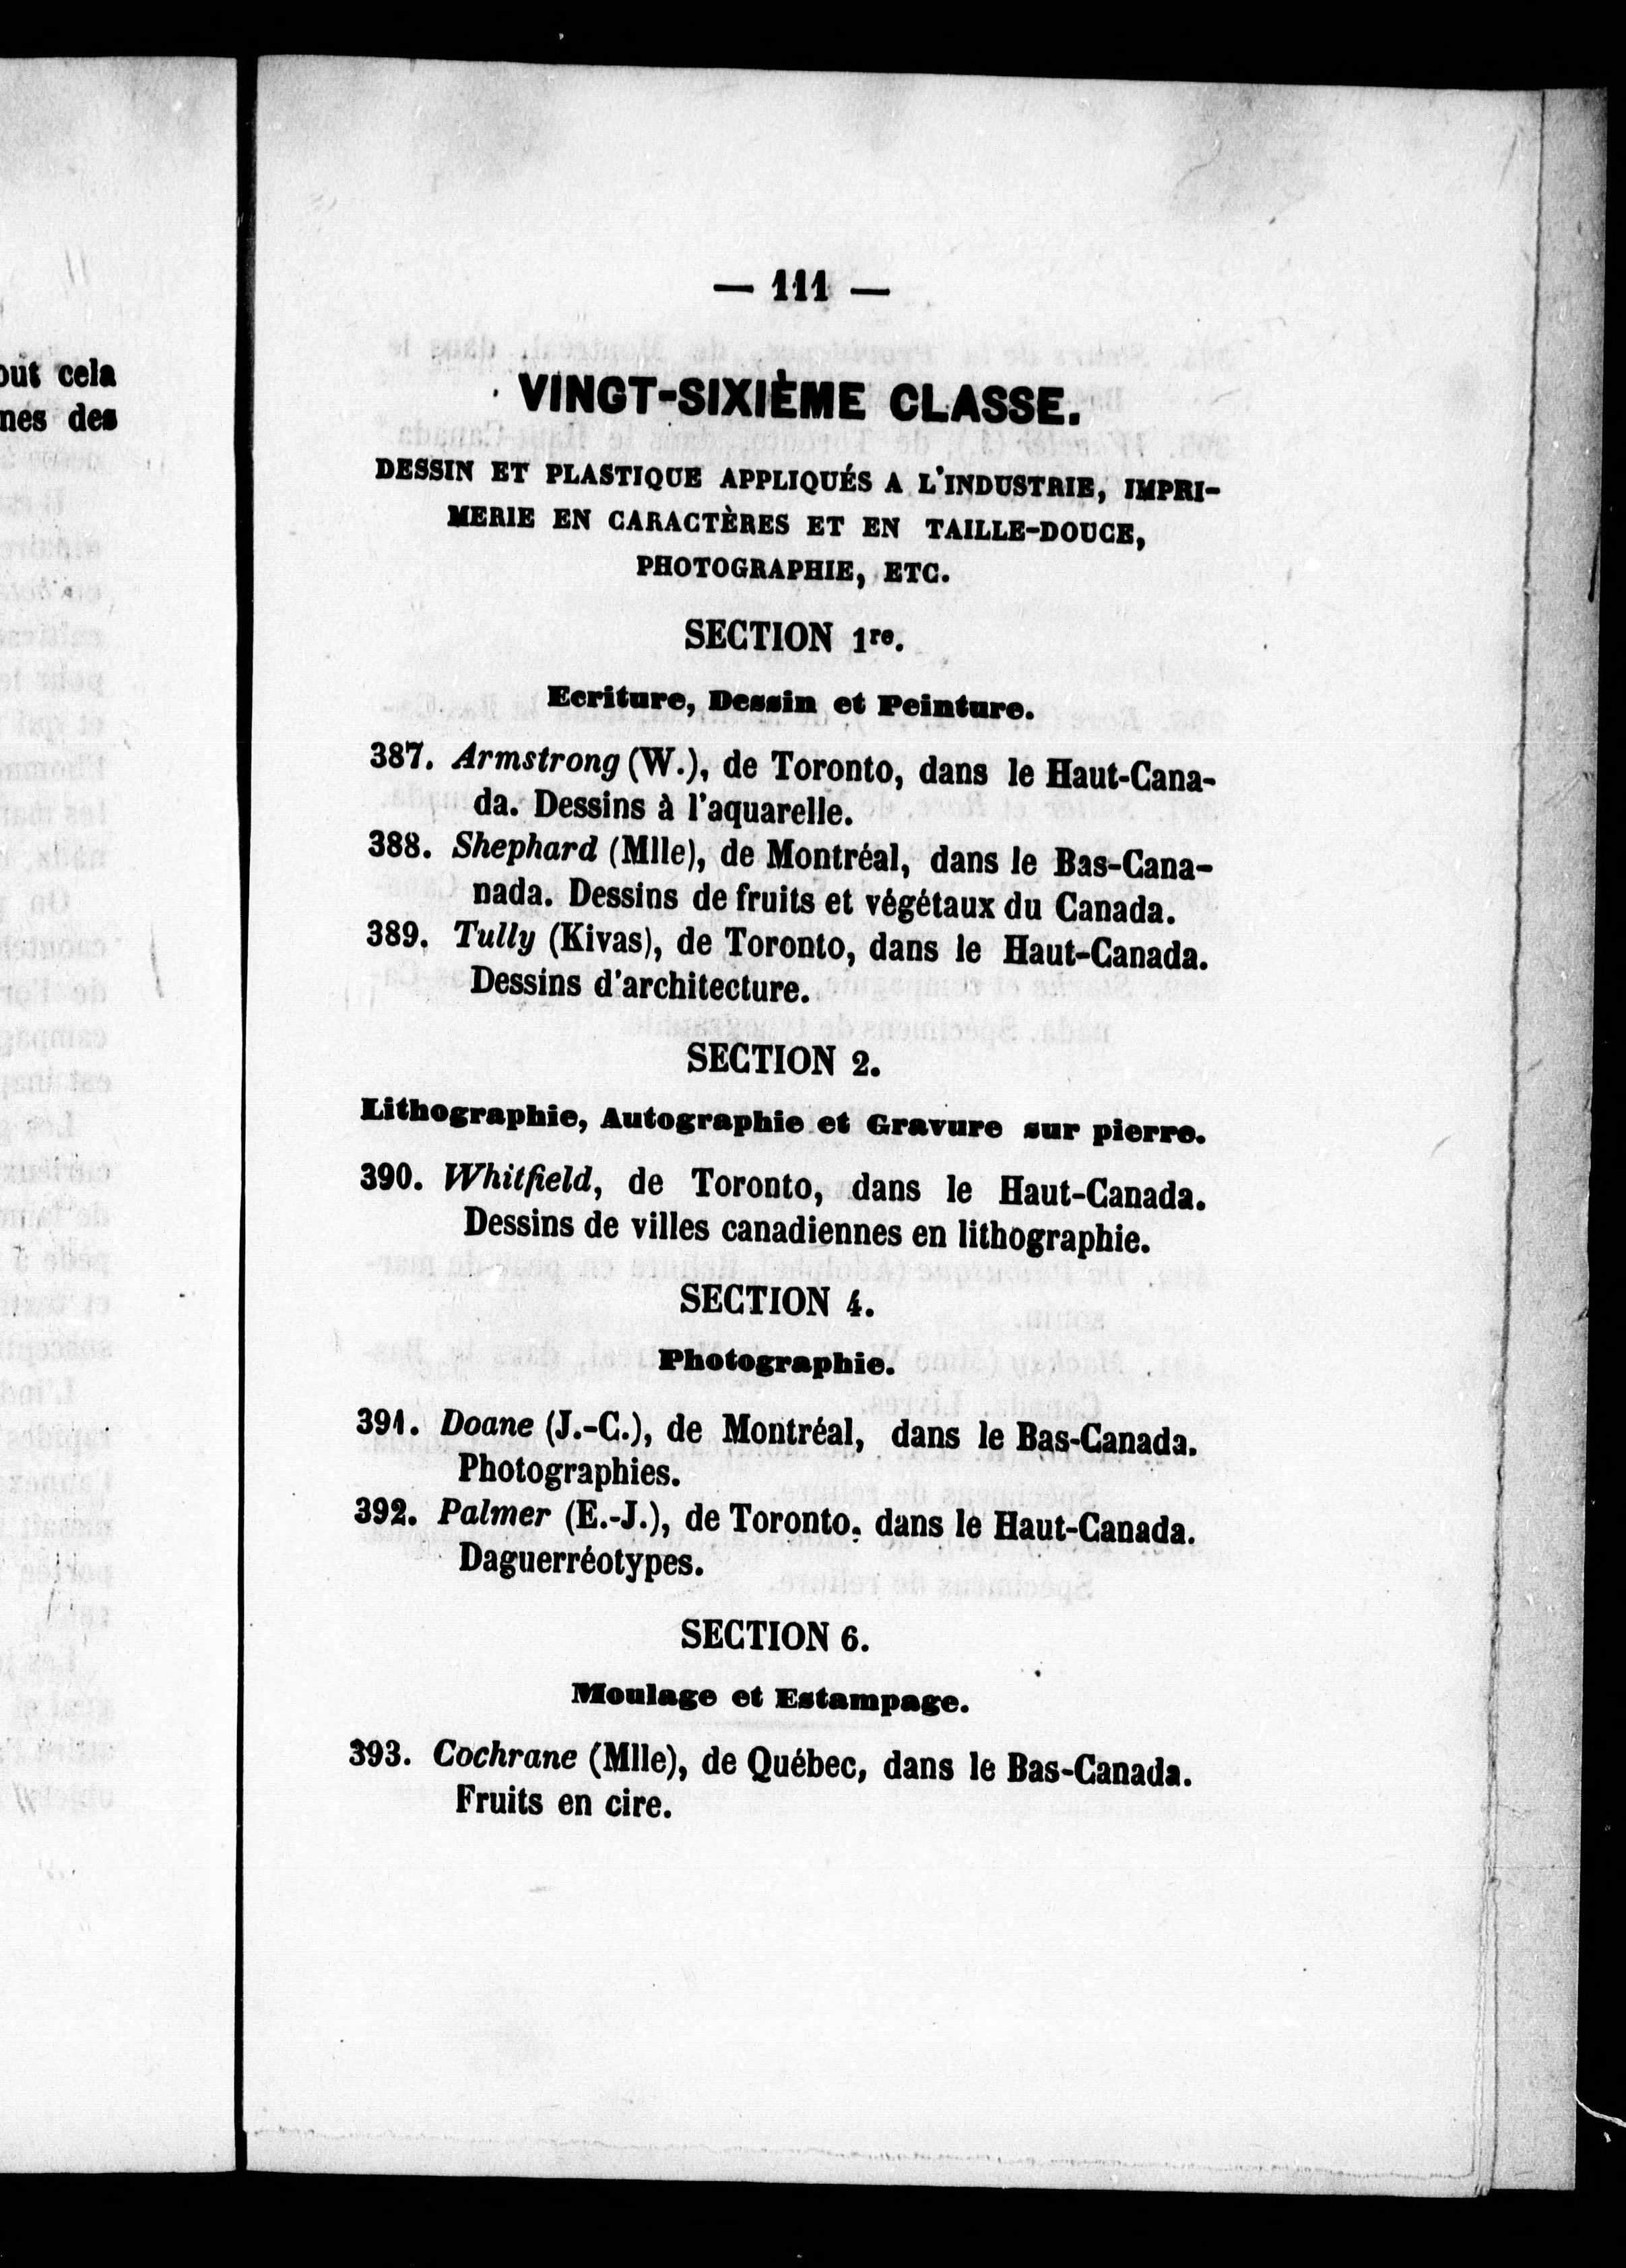 out cela
nes des
— 111 —
VINGT-SIXIÈME CLASSE.
DESSIN ET PLASTIQUE APPLIQUÉS A L'INDUSTRIE, IMPRI-
MERIE EN CARACTÈRES ET EN TAILLE-DOUCE,
PHOTOGRAPHIE, ETC.
SECTION 1re.
Ecriture, Dessin et Peinture.
387. Armstrong (W.), de Toronto, dans le Haut-Cana-
da. Dessins à l'aquarelle.
388. Shephard (Mlle), de Montréal, dans le Bas-Cana-
nada. Dessins de fruits et végétaux du Canada.
389. Tully (Kivas), de Toronto, dans le Haut-Canada.
Dessins d'architecture.
SECTION 2.
Lithographie, Autographie et Gravure sur pierre.
390. Whitfield, de Toronto, dans le Haut-Canada.
Dessins de villes canadiennes en lithographie.
SECTION 4.
Photographie.
391. Doane (J.-C.), de Montréal, dans le Bas-Canada.
Photographies.
392. Palmer (E.-J.), de Toronto, dans le Haut-Canada.
Daguerréotypes.
SECTION 6.
Moulage et Estampage.
393. Cochrane (Mlle), de Québec, dans le Bas-Canada.
Fruits en cire.